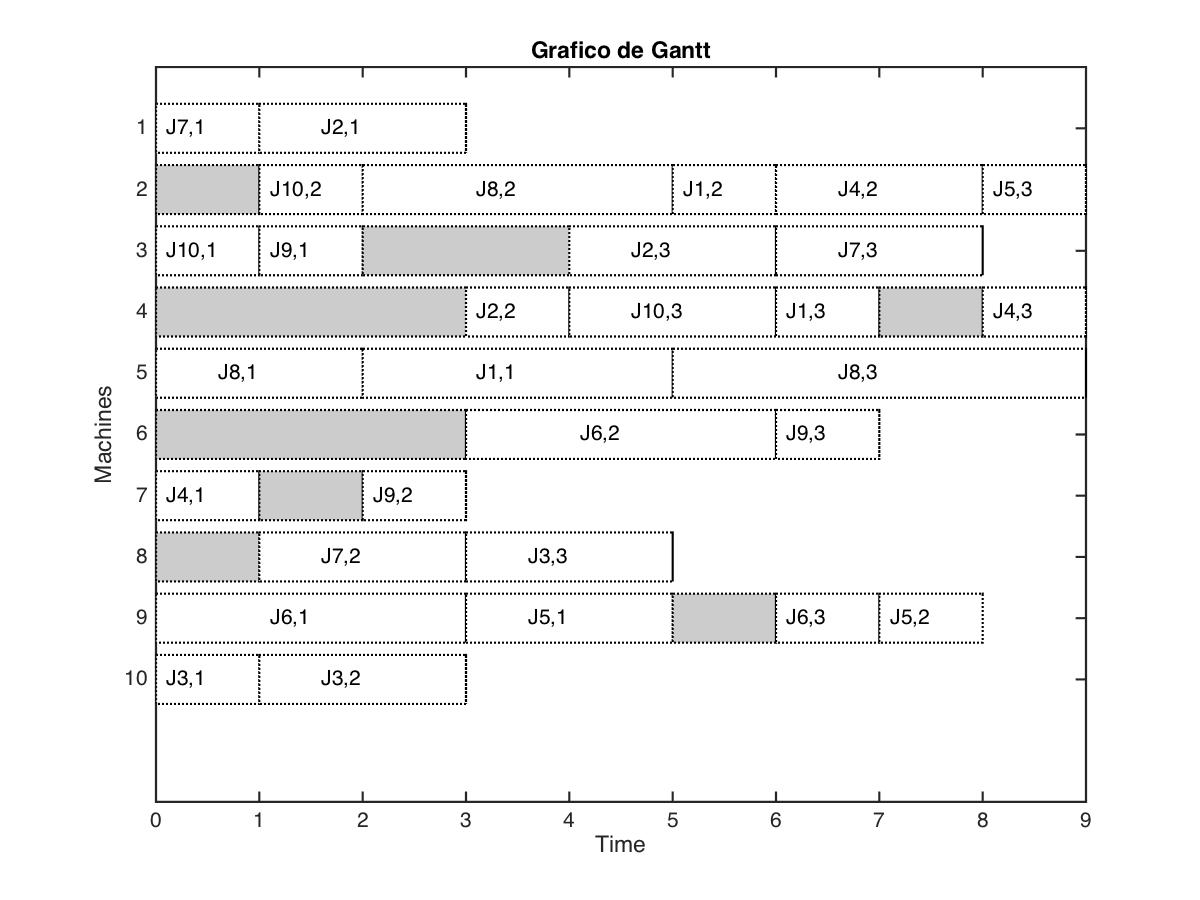 Grafico de Gantt
1 J7,1 J2,1
2 J10,2 J8,2 J1,2 J4,2 J5,3
3 J10,1 J9,1 J2,3 J7,3
4 J2,2 J10,3 J1,3 J4,3
5 J8,1 J1,1 J8,3
6 J6,2 J9,3
7 J4,1 J9,2
8 J7,2 J3,3
9 J6,1 J5,1 J6,3 J5,2
10 J3,1 J3,2
Machines
0 1 2 3 4 5 6 7 8 9
Time